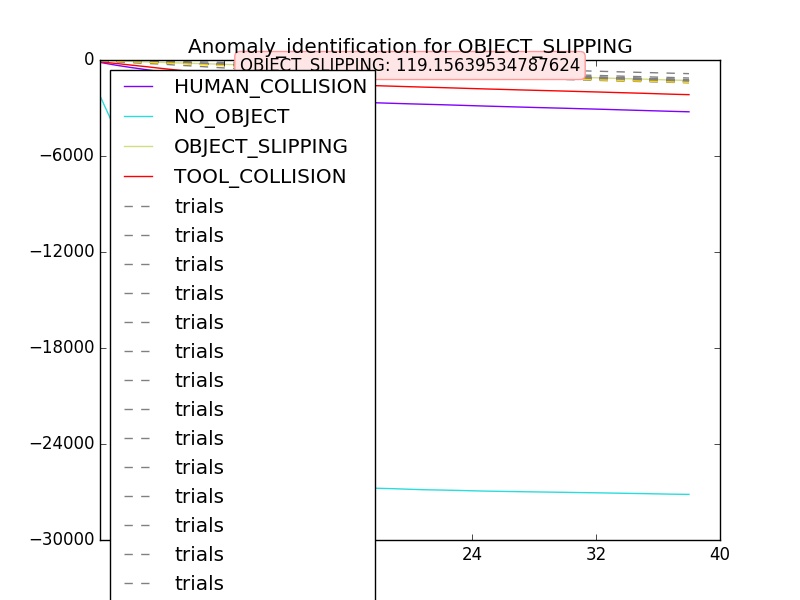 Anomaly_identification for OBJECT_SLIPPING
OBJECT_SLIPPING: 119.15639534787624
0
−6000
−12000
−18000
−24000
−30000
HUMAN_COLLISION
NO_OBJECT
OBJECT_SLIPPING
TOOL_COLLISION
trials
trials
trials
trials
trials
trials
trials
trials
trials
trials
trials
trials
trials
trials
24
32
40